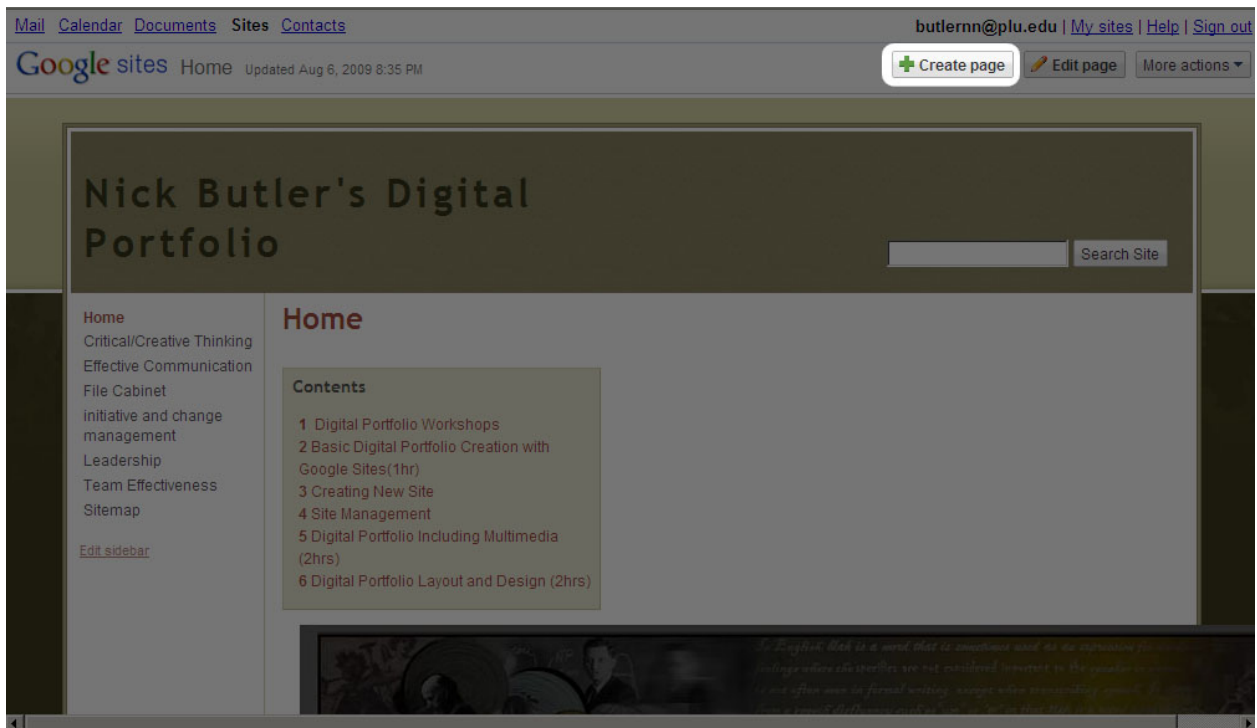 Mail Calendar Documents Sites Contacts
butlernn@plu.edu | My sites | Help | Sign out
Google sites Home Updated Aug 6, 2009 8:35 PM
Create page Edit page More actions
Nick Butler's Digital
Portfolio
Search Site
Home
Critical/Creative Thinking
Effective Communication
File Cabinet
initiative and change
management
Leadership
Team Effectiveness
Sitemap
Edit sidebar
Home
Contents
1 Digital Portfolio Workshops
2 Basic Digital Portfolio Creation with
Google Sites(1hr)
3 Creating New Site
4 Site Management
5 Digital Portfolio Including Multimedia
(2hrs)
6 Digital Portfolio Layout and Design (2hrs)